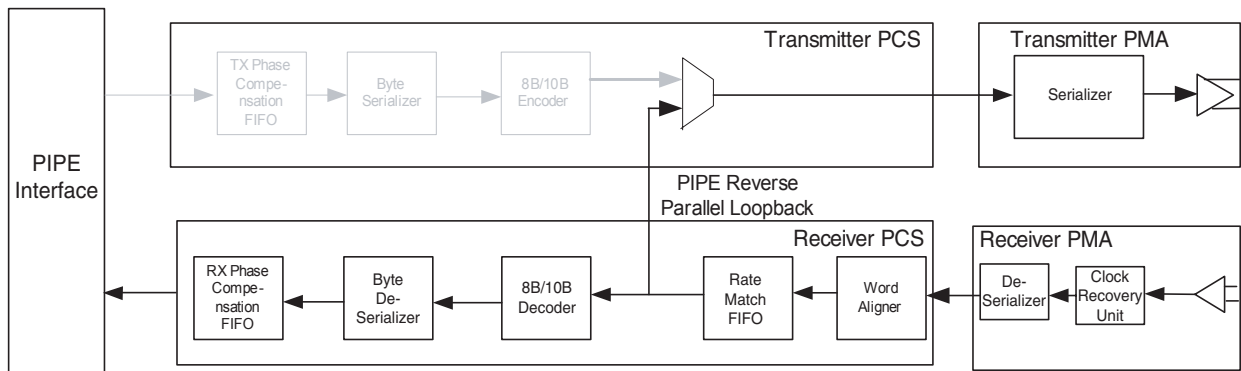 PIPE
Interface
Transmitter PCS
TX Phase
Compe-
nsation
FIFO
Byte
Serializer
8B/10B
Encoder
Transmitter PMA
Serializer
PIPE Reverse
Parallel Loopback
Receiver PCS
RX Phase
Compe-
nsation
FIFO
Byte
De-
Serializer
8B/10B
Decoder
Rate
Match
FIFO
Word
Aligner
Receiver PMA
De-
Serializer
Clock
Recovery
Unit